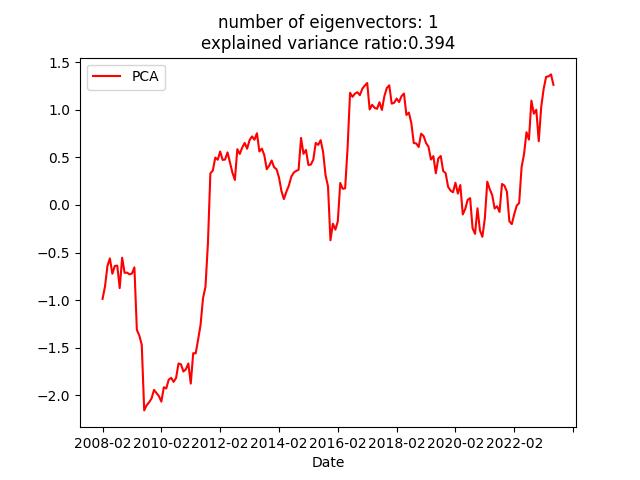 number of eigenvectors: 1
explained variance ratio:0.394
PCA
1.5
1.0
0.5
0.0
−0.5
−1.0
−1.5
−2.0
2008-02 2010-02 2012-02 2014-02 2016-02 2018-02 2020-02 2022-02
Date